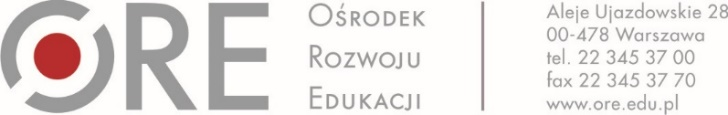 ORE
Ośrodek
Rozwoju
Edukacji
Aleje Ujazdowskie 28
00-478 Warszawa
tel. 22 345 37 00
fax 22 345 37 70
www.ore.edu.pl